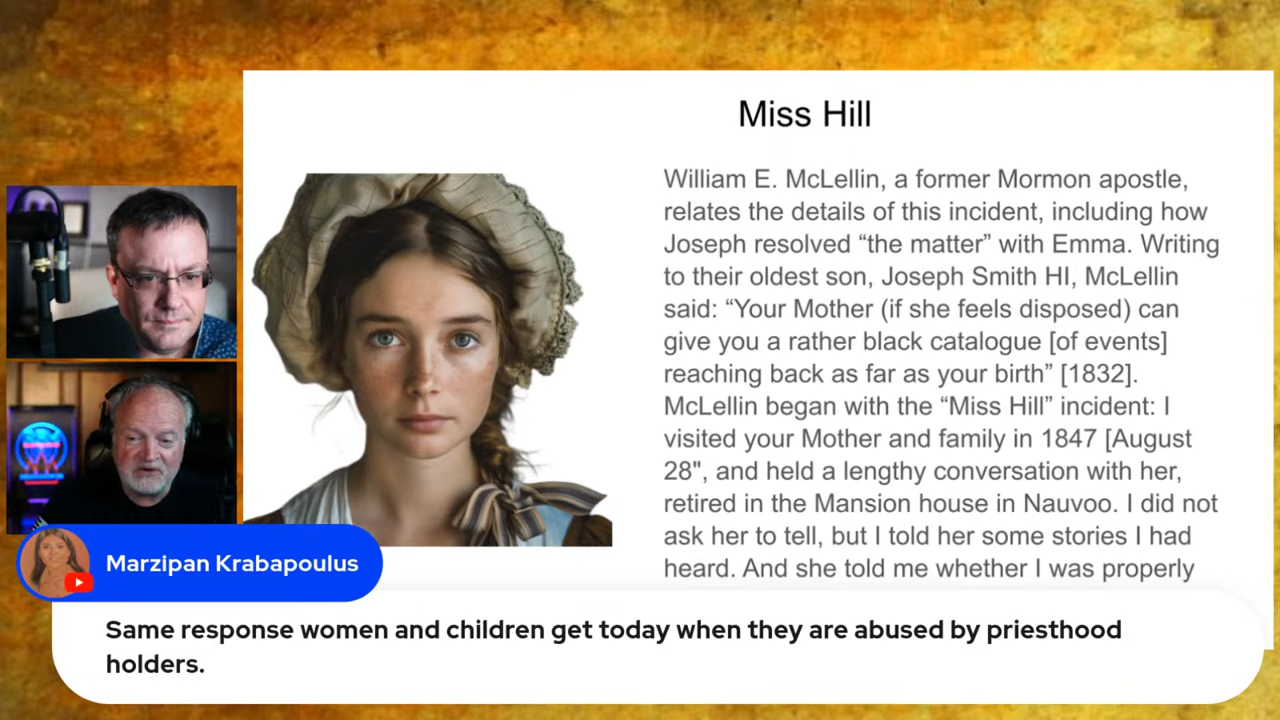 Miss Hill
William E. McLellin, a former Mormon apostle,
relates the details of this incident, including how
Joseph resolved “the matter” with Emma. Writing
to their oldest son, Joseph Smith HI, McLellin
said: “Your Mother (if she feels disposed) can
give you a rather black catalogue [of events]
reaching back as far as your birth” [1832].
McLellin began with the “Miss Hill” incident: I
visited your Mother and family in 1847 [August
28", and held a lengthy conversation with her,
retired in the Mansion house in Nauvoo. I did not
ask her to tell, but I told her some stories I had
heard. And she told me whether I was properly
Marzipan Krabapoulus
Same response women and children get today when they are abused by priesthood
holders.